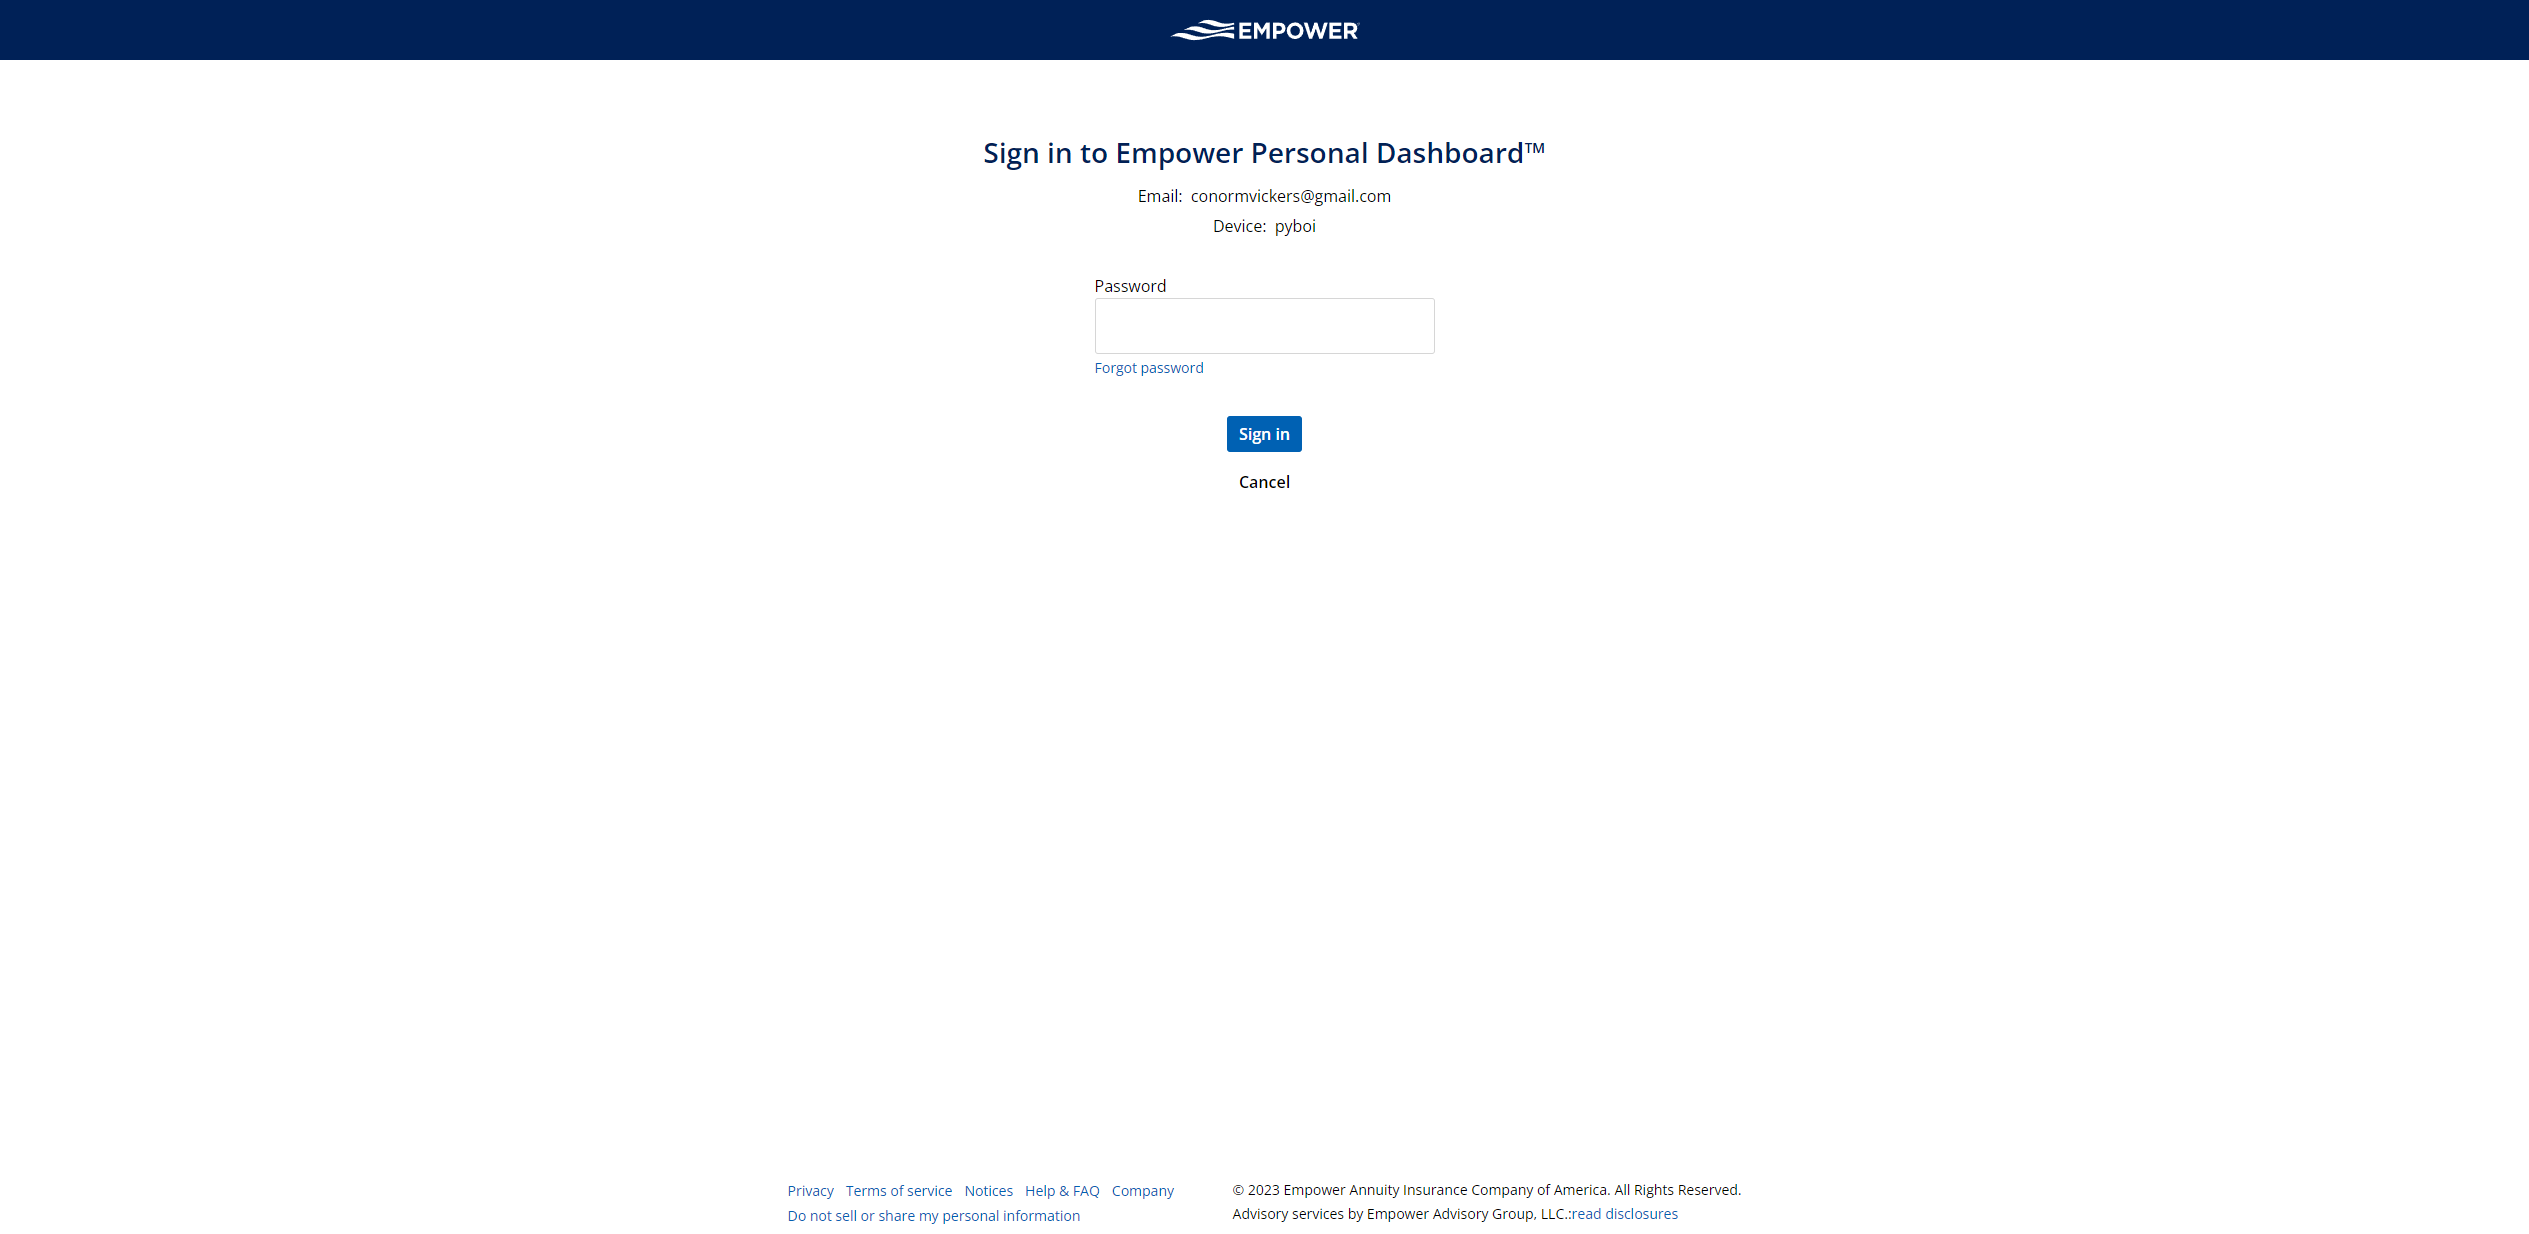 EMPOWER
Sign in to Empower Personal Dashboard™
Email: conormvickers@gmail.com
Device: pyboi
Password
Forgot password
Sign in
Cancel
Privacy Terms of service Notices Help & FAQ Company
Do not sell or share my personal information
© 2023 Empower Annuity Insurance Company of America. All Rights Reserved.
Advisory services by Empower Advisory Group, LLC.:read disclosures